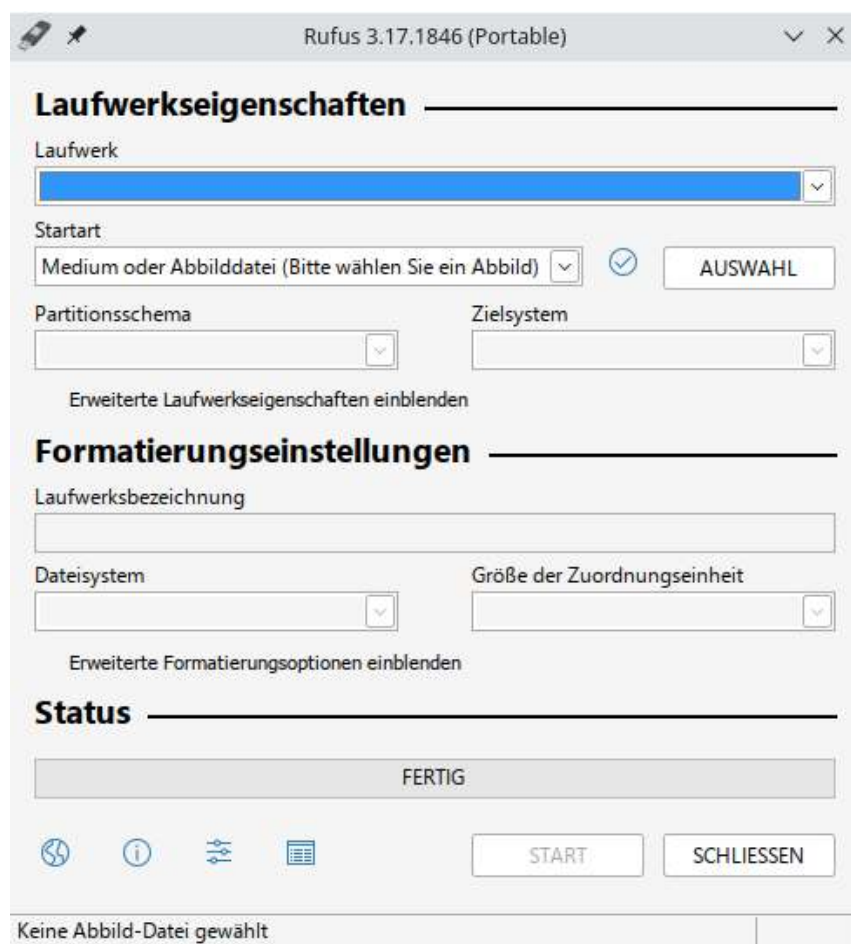 Rufus 3.17.1846 (Portable)
Laufwerkseigenschaften
Laufwerk
Startart
Medium oder Abbilddatei (Bitte wählen Sie ein Abbild)
AUSWAHL
Partitionsschema
Zielsystem
Erweiterte Laufwerkseigenschaften einblenden
Formatierungseinstellungen
Laufwerksbezeichnung
Dateisystem
Größe der Zuordnungseinheit
Erweiterte Formatierungsoptionen einblenden
Status
FERTIG
START
SCHLIESSEN
Keine Abbild-Datei gewählt